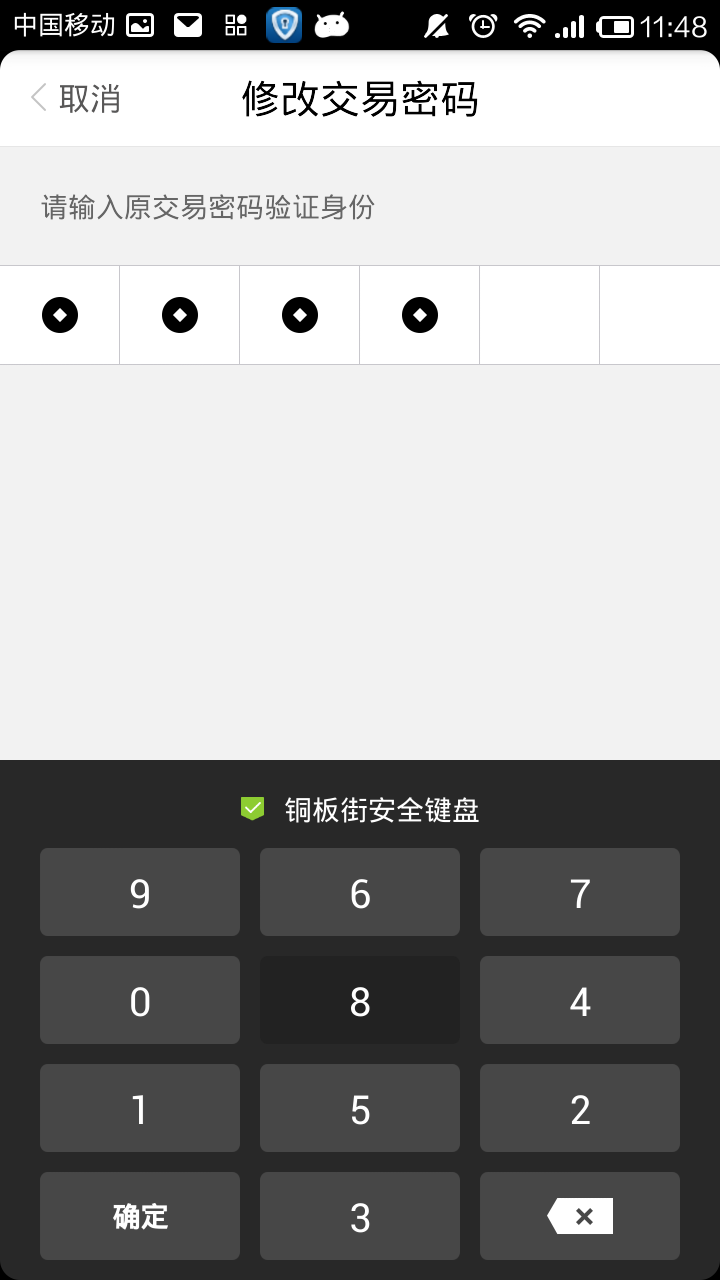 中国移动 11:48
取消 修改交易密码
请输入原交易密码验证身份
铜板街安全键盘
9 6 7
0 8 4
1 5 2
确定 3